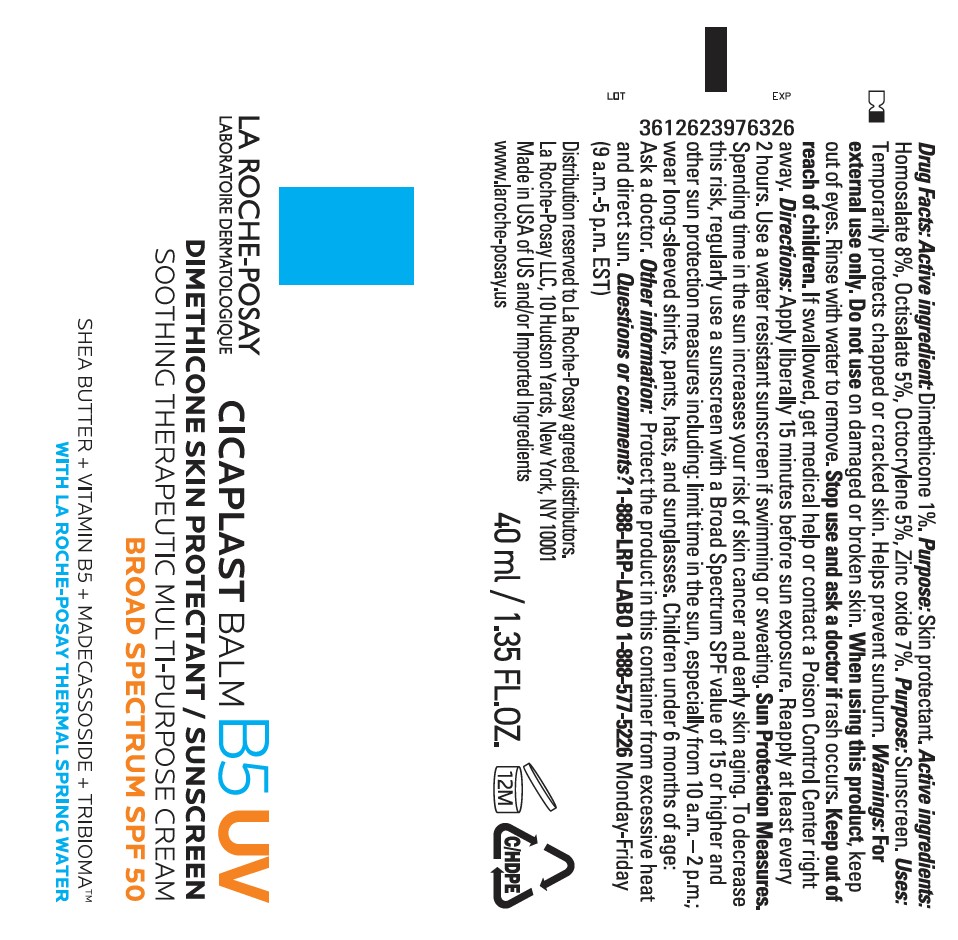 Drug Facts: Active ingredient: Dimethicone 1%. Purpose: Skin protectant. Active ingredients:
Homosalate 8%, Octisalate 5%, Octocrylene 5%, Zinc oxide 7%. Purpose: Sunscreen. Uses:
Temporarily protects chapped or cracked skin. Helps prevent sunburn. Warnings: For
external use only. Do not use on damaged or broken skin. When using this product, keep
out of eyes. Rinse with water to remove. Stop use and ask a doctor if rash occurs. Keep out of
reach of children. If swallowed, get medical help or contact a Poison Control Center right
away. Directions: Apply liberally 15 minutes before sun exposure. Reapply at least every
2 hours. Use a water resistant sunscreen if swimming or sweating. Sun Protection Measures.
Spending time in the sun increases your risk of skin cancer and early skin aging. To decrease
this risk, regularly use a sunscreen with a Broad Spectrum SPF value of 15 or higher and
other sun protection measures including: limit time in the sun, especially from 10 a.m. – 2 p.m.;
wear long-sleeved shirts, pants, hats, and sunglasses. Children under 6 months of age:
Ask a doctor. Other information: Protect the product in this container from excessive heat
and direct sun. Questions or comments? 1-888-LRP-LABO 1-888-577-5226 Monday-Friday
(9 a.m.-5 p.m. EST)
EXP
LOT
3612623976326
Distribution reserved to La Roche-Posay agreed distributors.
La Roche-Posay LLC, 10 Hudson Yards, New York, NY 10001
Made in USA of US and/or Imported Ingredients
www.laroche-posay.us
40 ml / 1.35 FL.OZ.
12M
C/HDPE
LA ROCHE-POSAY
LABORATOIRE DERMATOLOGIQUE
CICAPLAST BALM B5 UV
DIMETHICONE SKIN PROTECTANT / SUNSCREEN
SOOTHING THERAPEUTIC MULTI-PURPOSE CREAM
BROAD SPECTRUM SPF 50
SHEA BUTTER + VITAMIN B5 + MADECASSOSIDE + TRIBIOMA™
WITH LA ROCHE-POSAY THERMAL SPRING WATER